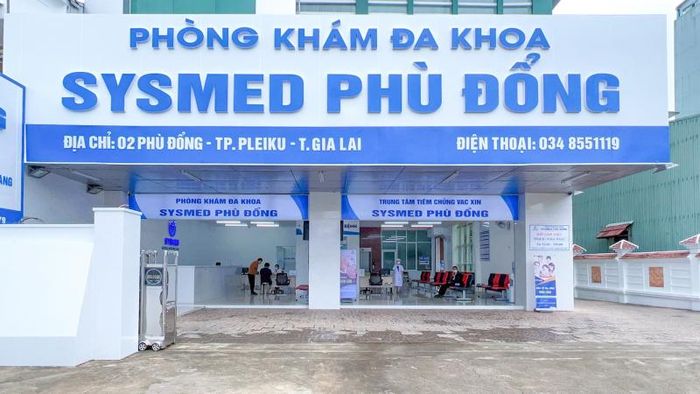 PHÒNG KHÁM ĐA KHOA
SYSMED PHÙ ĐỔNG
ĐỊA CHỈ: 02 PHÙ ĐỔNG - TP. PLEIKU - T. GIA LAI
ĐIỆN THOẠI: 034 8551119
PHÒNG KHÁM ĐA KHOA
SYSMED PHÙ ĐỔNG
TRUNG TÂM TIÊM CHỦNG VAC XIN
SYSMED PHÙ ĐỔNG